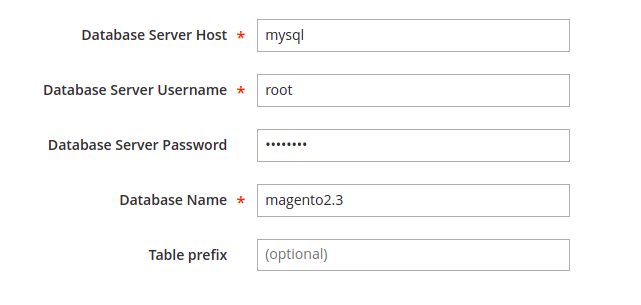 Database Server Host * mysql
Database Server Username * root
Database Server Password ••••••••
Database Name * magento2.3
Table prefix (optional)